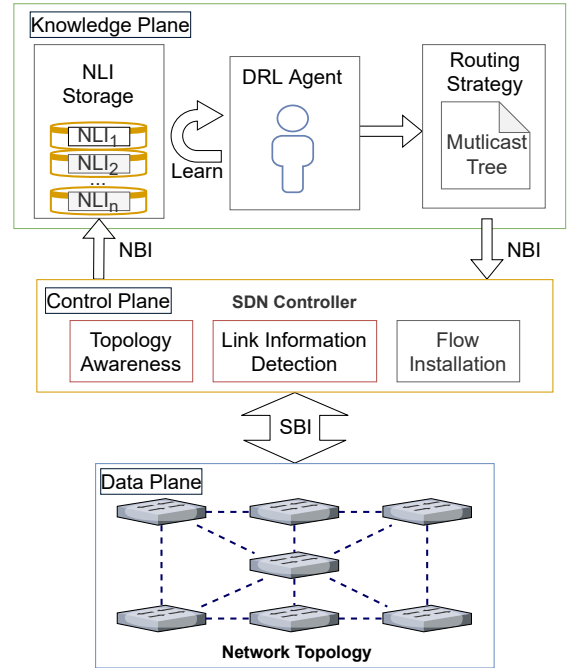 Knowledge Plane
NLI
Storage
NLI1
NLI2
...
NLIn
Learn
DRL Agent
Routing
Strategy
Mutlicast
Tree
NBI
NBI
Control Plane
SDN Controller
Topology
Awareness
Link Information
Detection
Flow
Installation
SBI
Data Plane
Network Topology